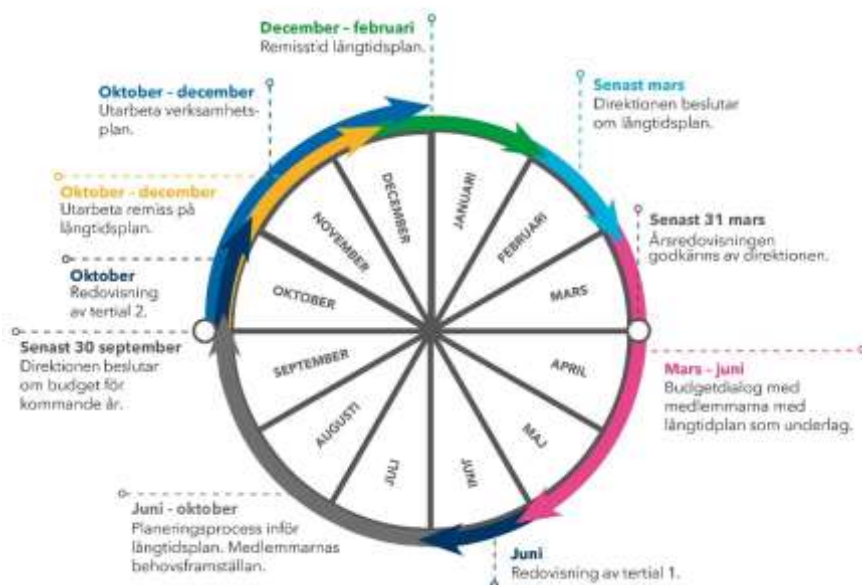 December – februari
Remisstid långtidsplan.
Senast mars
Direktionen beslutar
om långtidsplan.
Senast 31 mars
Årsredovisningen
godkänns av direktionen.
Mars - juni
Budgetdialog med
medlemmarna med
långtidplan som underlag.
Juni
Redovisning av tertial 1.
Juni - oktober
Planeringsprocess inför
långtidsplan. Medlemmarnas
behovsframställan.
Senast 30 september
Direktionen beslutar
om budget för
kommande år.
Oktober
Redovisning
av tertial 2.
Oktober – december
Utarbeta remiss på
långtidsplan.
Oktober – december
Utarbeta verksamhets-
plan.
JANUARI
FEBRUARI
MARS
APRIL
MAJ
JUNI
JULI
AUGUSTI
SEPTEMBER
OKTOBER
NOVEMBER
DECEMBER